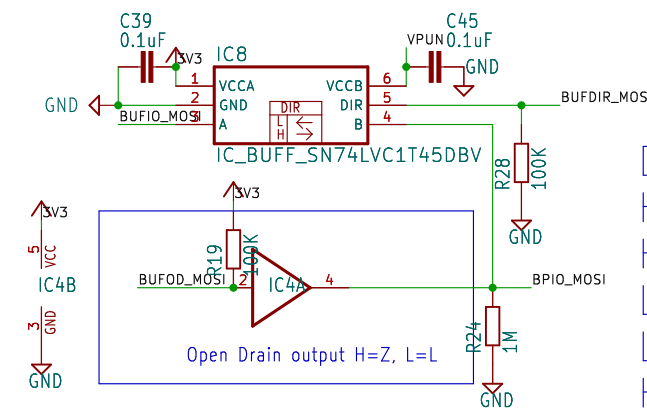 C39
0.1uF
3V3
IC8
VPUN
C45
0.1uF
GND
GND
1
2
3
VCCA
GND
A
VCCB
DIR
B
6
5
4
DIR
L
H
BUFIO_MOSI
BUFDIR_MOS
IC_BUFF_SN74LVC1T45DBV
R28
100K
GND
3V3
3V3
5
VCC
IC4B
3
GND
GND
R19
100K
BUFOD_MOSI
2
IC4A
4
BPIO_MOSI
R24
1M
GND
Open Drain output H=Z, L=L